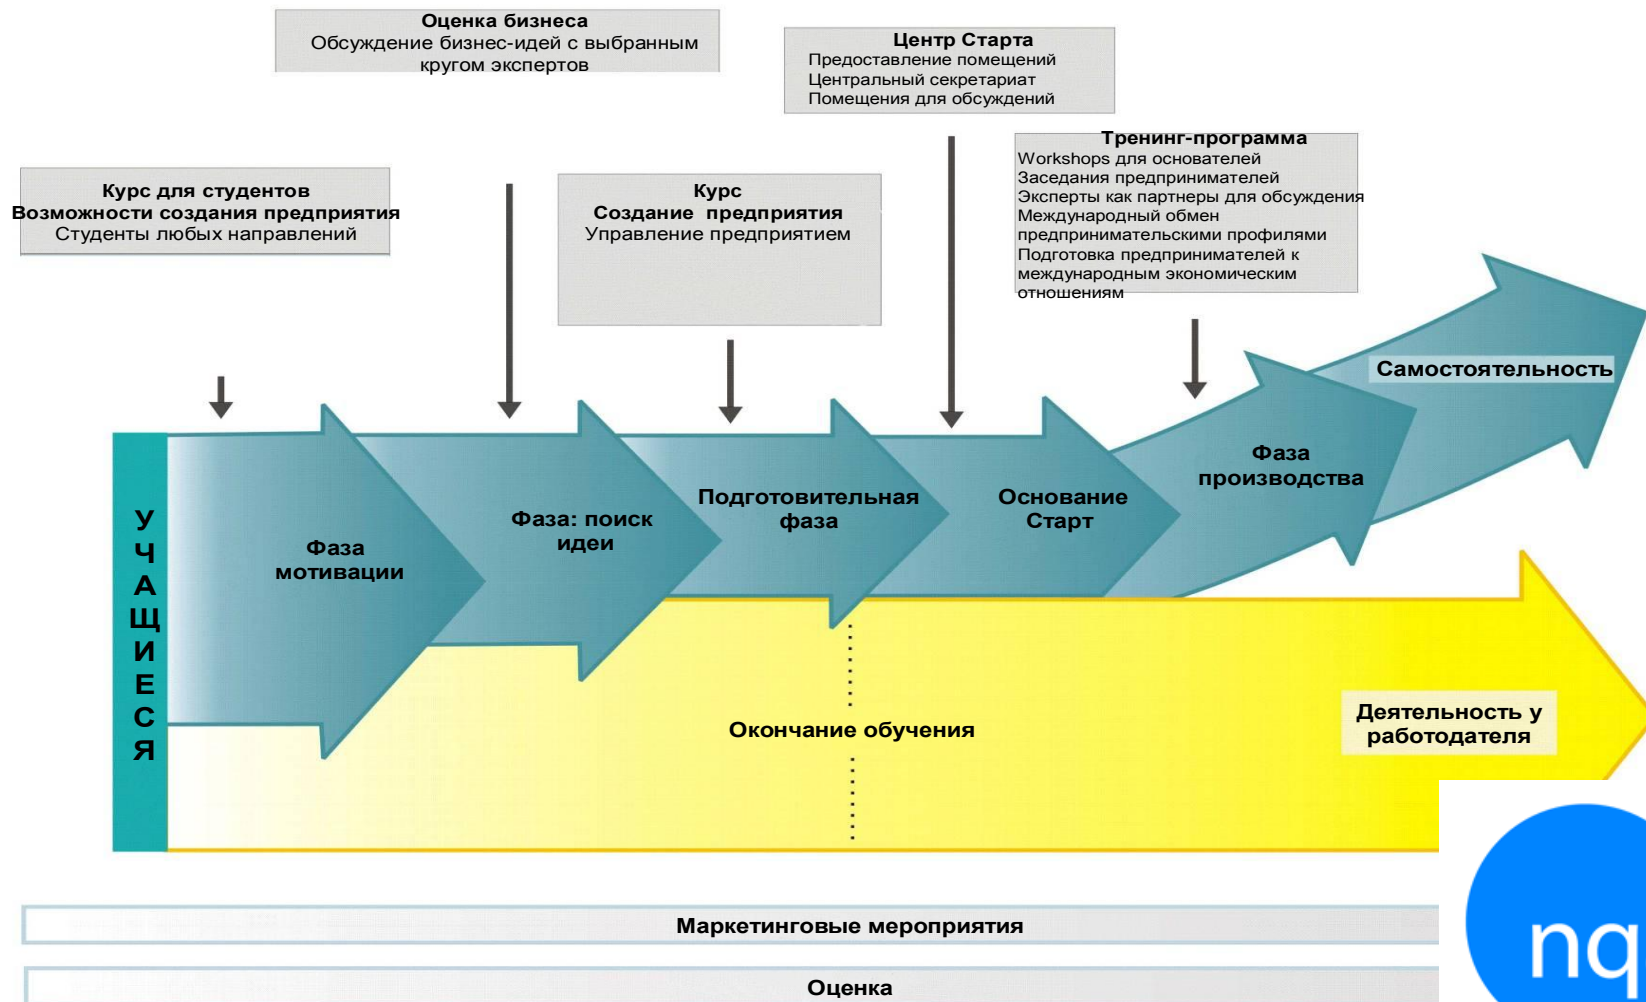 Оценка бизнеса
Обсуждение бизнес-идей с выбранным
кругом экспертов
Центр Старта
Предоставление помещений
Центральный секретариат
Помещения для обсуждений
Тренинг-программа
Workshops для основателей
Заседания предпринимателей
Эксперты как партнеры для обсуждения
Международный обмен
предпринимательскими профилями
Подготовка предпринимателей к
международным экономическим
отношениям
Курс для студентов
Возможности создания предприятия
Студенты любых направлений
Курс
Создание предприятия
Управление предприятием
Самостоятельность
Фаза
производства
Основание
Старт
Подготовительная
фаза
Фаза: поиск
идеи
Фаза
мотивации
УЧАЩИЕСЯ
Окончание обучения
Деятельность у
работодателя
Маркетинговые мероприятия
Оценка
nq